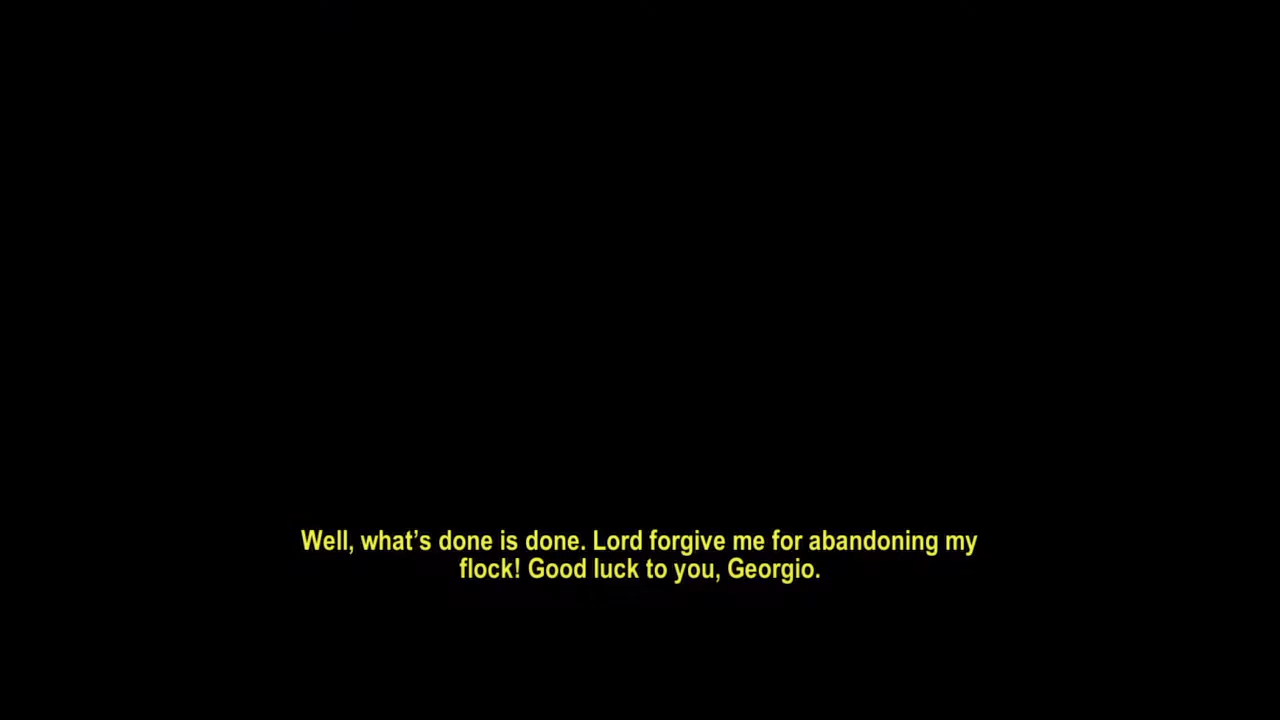 Well, what’s done is done. Lord forgive me for abandoning my
flock! Good luck to you, Georgio.